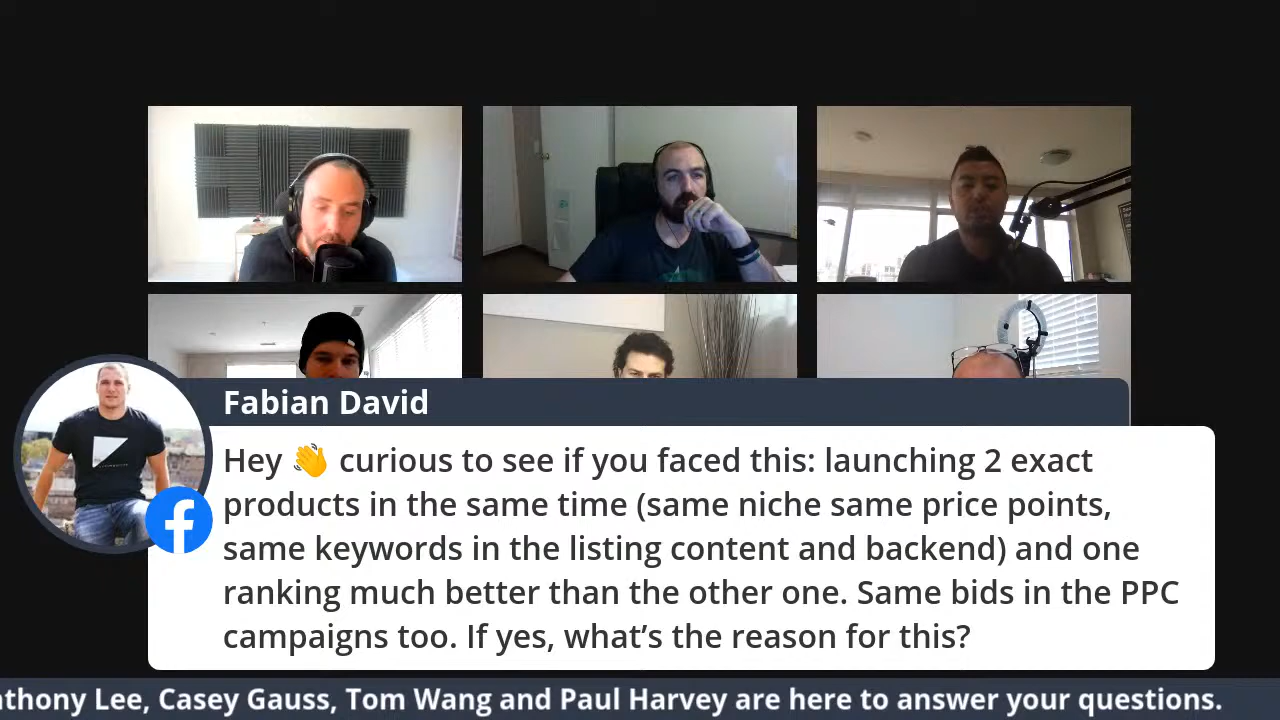 Fabian David
Hey 👋 curious to see if you faced this: launching 2 exact
products in the same time (same niche same price points,
same keywords in the listing content and backend) and one
ranking much better than the other one. Same bids in the PPC
campaigns too. If yes, what's the reason for this?
nthony Lee, Casey Gauss, Tom Wang and Paul Harvey are here to answer your questions.